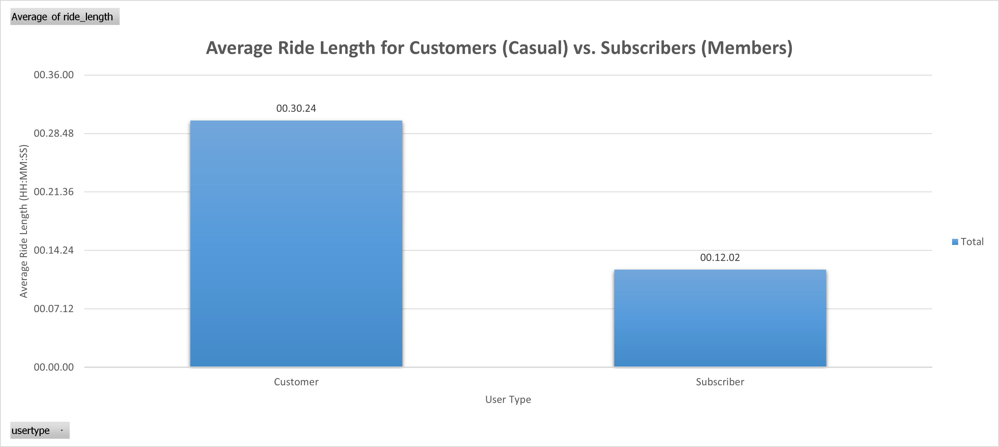 Average of ride_length
Average Ride Length for Customers (Casual) vs. Subscribers (Members)
Average Ride Length (HH:MM:SS)
00.36.00
00.28.48
00.21.36
00.14.24
00.07.12
00.00.00
00.30.24
00.12.02
Customer
Subscriber
User Type
Total
usertype